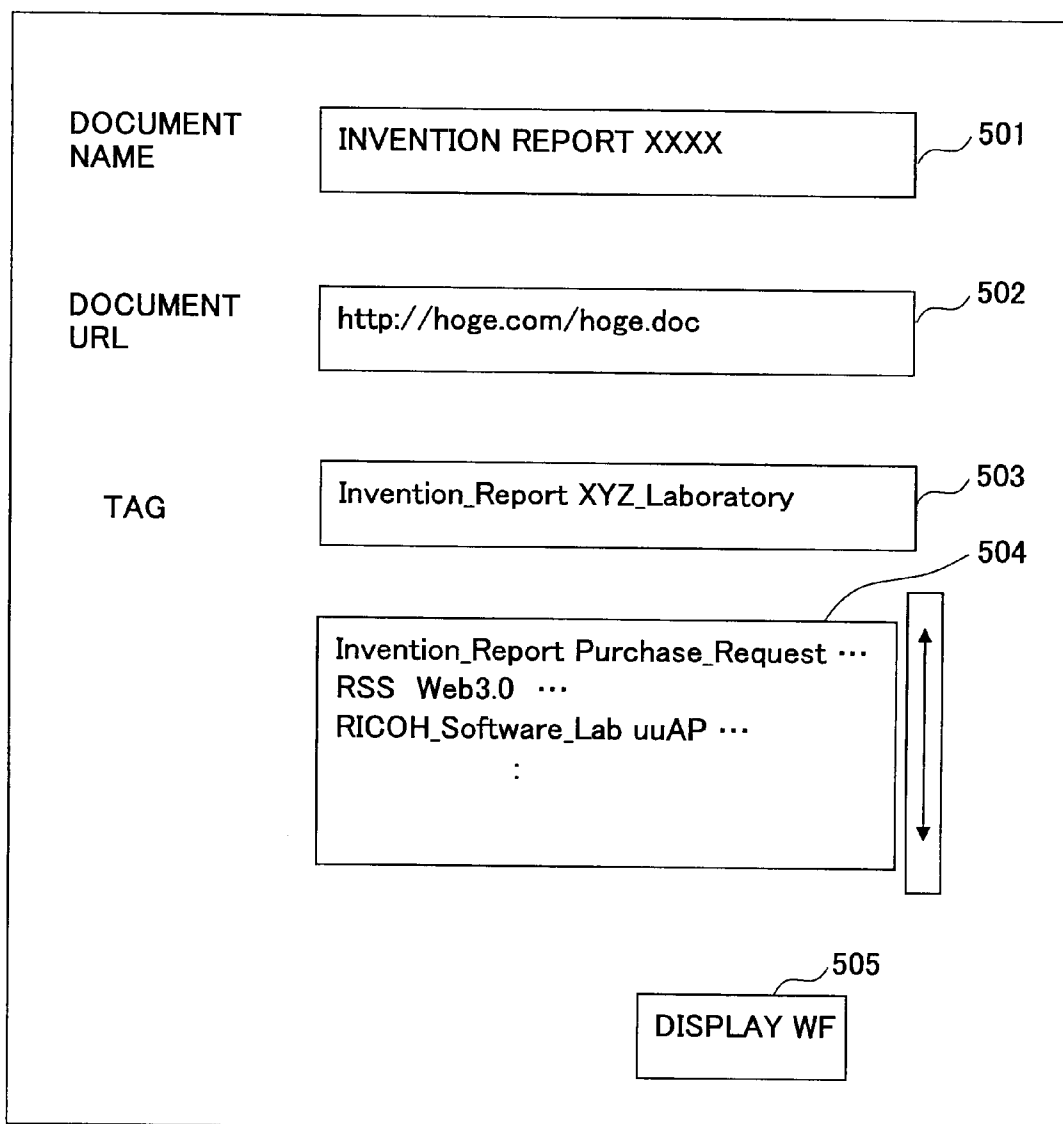 DOCUMENT
NAME
INVENTION REPORT XXXX
501
DOCUMENT
URL
http://hoge.com/hoge.doc
502
TAG
Invention_Report XYZ_Laboratory
503
504
Invention_Report Purchase_Request ···
RSS Web3.0 ···
RICOH_Software_Lab uuAP ···
:
505
DISPLAY WF